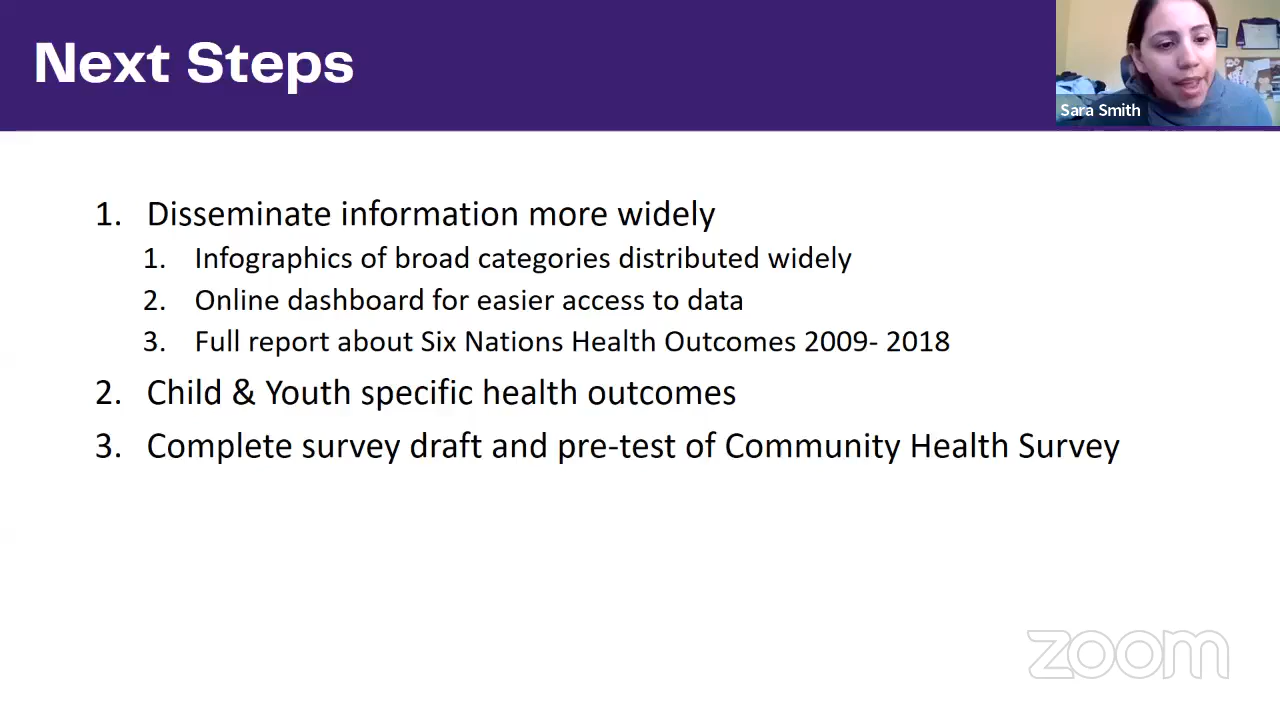 Next Steps
Sara Smith
1. Disseminate information more widely
1. Infographics of broad categories distributed widely
2. Online dashboard for easier access to data
3. Full report about Six Nations Health Outcomes 2009- 2018
2. Child & Youth specific health outcomes
3. Complete survey draft and pre-test of Community Health Survey
zoom